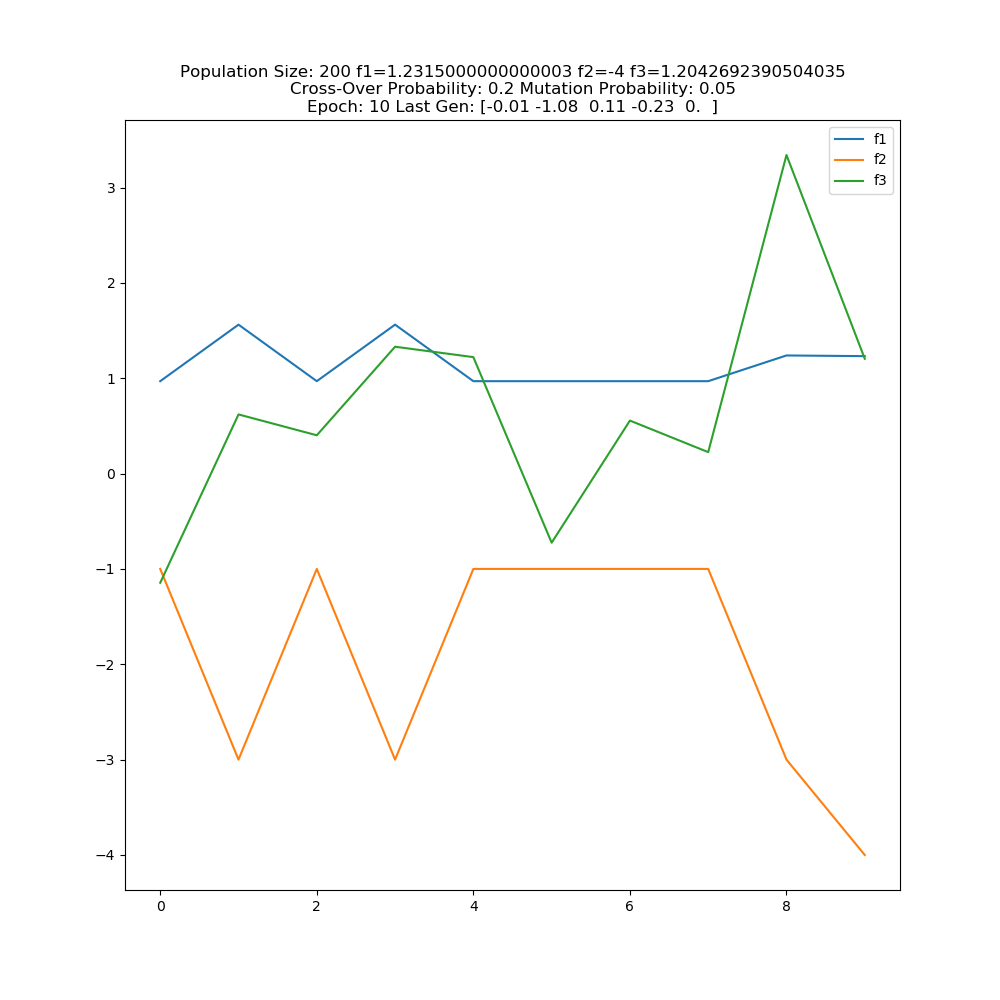 Population Size: 200 f1=1.2315000000000003 f2=-4 f3=1.2042692390504035
Cross-Over Probability: 0.2 Mutation Probability: 0.05
Epoch: 10 Last Gen: [-0.01 -1.08  0.11 -0.23  0.  ]
f1
f2
f3
3
2
1
0
−1
−2
−3
−4
0 2 4 6 8